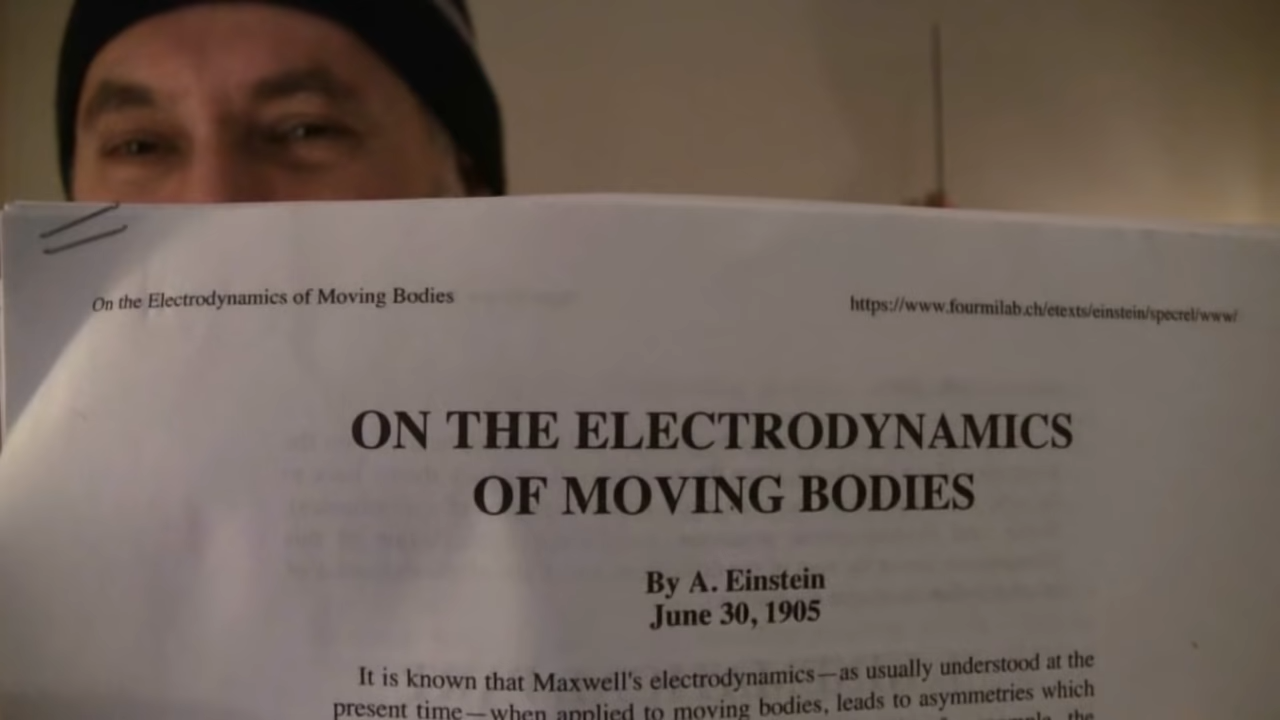 On the Electrodynamics of Moving Bodies
https://www.fourmilab.ch/etexts/einstein/specrel/www/
ON THE ELECTRODYNAMICS
OF MOVING BODIES
By A. Einstein
June 30, 1905
It is known that Maxwell's electrodynamics—as usually understood at the
present time—when applied to moving bodies, leads to asymmetries which
the